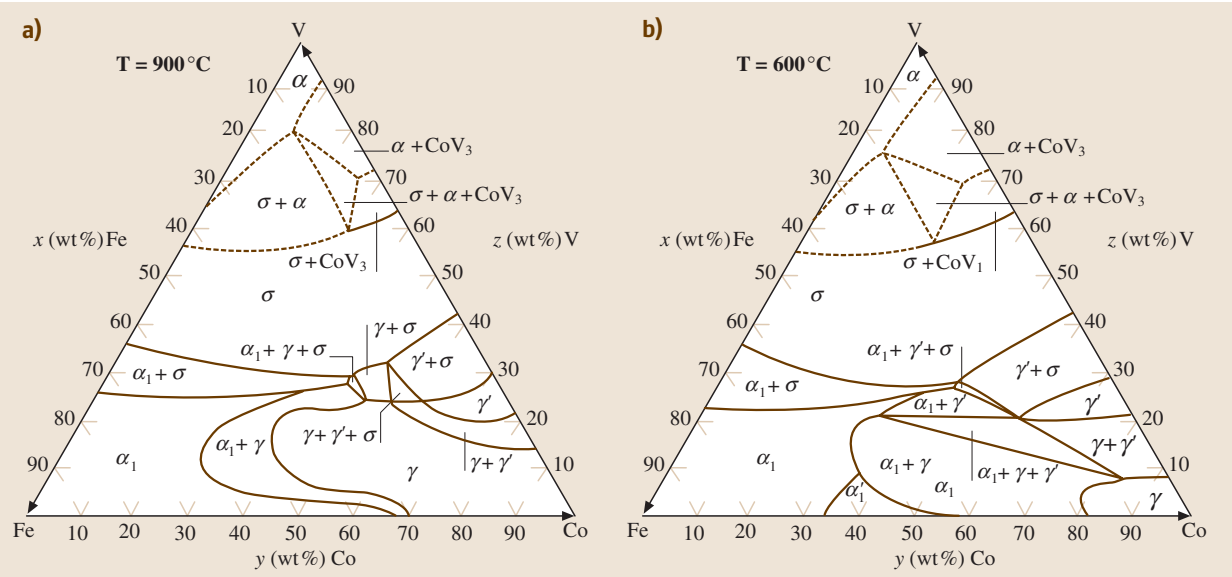 a)
V
T = 900 °C
α
10 90
20 80
α + CoV₃
30 70
σ + α
σ + α + CoV₃
40 60
x (wt%) Fe
z (wt%) V
σ + CoV₃
50 50
σ
60 40
γ + σ
α₁ + γ + σ
γ' + σ
70 30
α₁ + σ
γ'
80 20
α₁ + γ
γ + γ' + σ
γ + γ'
90 10
α₁
γ
Fe 10 20 30 40 50 60 70 80 90 Co
y (wt%) Co
b)
V
T = 600 °C
α
10 90
20 80
α + CoV₃
30 70
σ + α
σ + α + CoV₃
40 60
x (wt%) Fe
z (wt%) V
σ + CoV₁
50 50
σ
60 40
α₁ + γ' + σ
γ' + σ
70 30
α₁ + σ
α₁ + γ'
γ'
80 20
γ + γ'
α₁ + γ
α₁ + γ + γ'
90 10
α₁
α₁'
α₁
γ
Fe 10 20 30 40 50 60 70 80 90 Co
y (wt%) Co